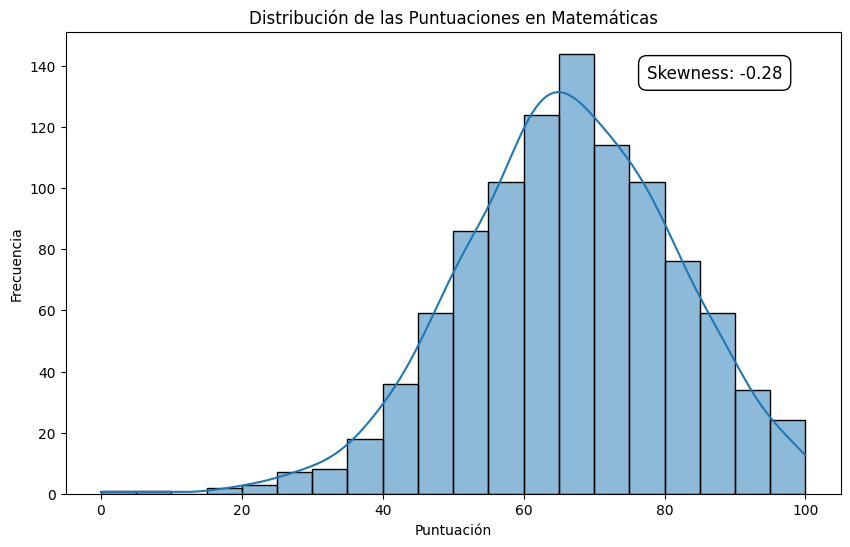 Distribución de las Puntuaciones en Matemáticas
Skewness: -0.28
Frecuencia
140
120
100
80
60
40
20
0
0 20 40 60 80 100
Puntuación